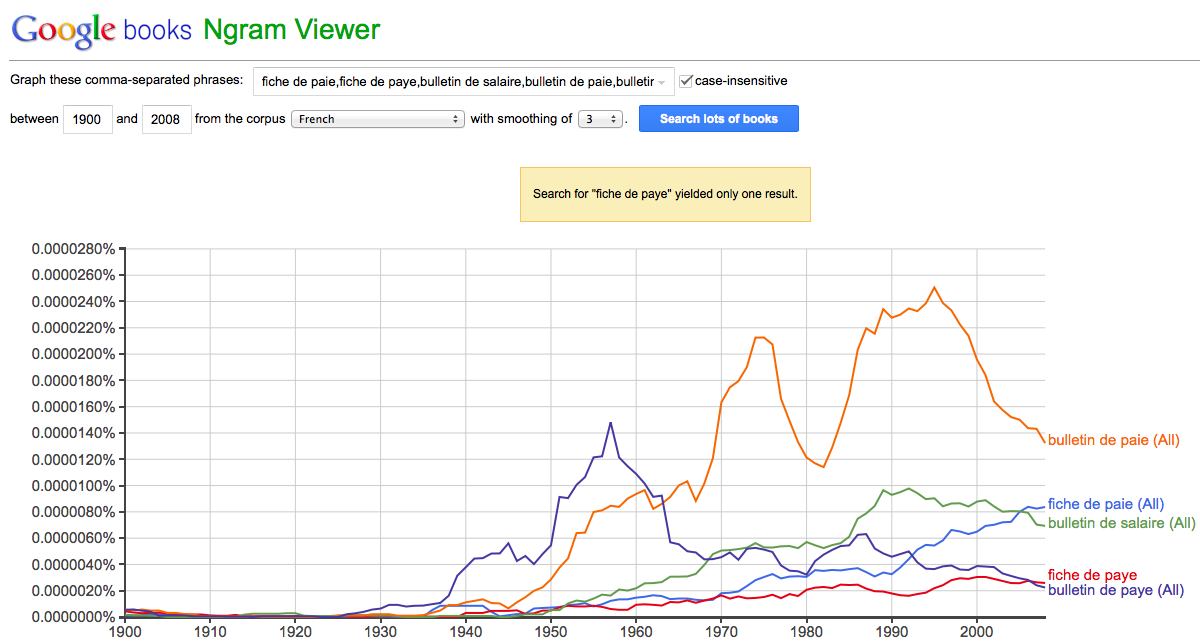 Google books Ngram Viewer
Graph these comma-separated phrases: fiche de paie,fiche de paye,bulletin de salaire,bulletin de paie,bulletir case-insensitive
between 1900 and 2008 from the corpus French with smoothing of 3 . Search lots of books
Search for "fiche de paye" yielded only one result.
0.0000280%
0.0000260%
0.0000240%
0.0000220%
0.0000200%
0.0000180%
0.0000160%
0.0000140%
bulletin de paie (All)
0.0000120%
0.0000100%
fiche de paie (All)
0.0000080%
bulletin de salaire (All)
0.0000060%
0.0000040%
fiche de paye
bulletin de paye (All)
0.0000020%
0.0000000%
1900 1910 1920 1930 1940 1950 1960 1970 1980 1990 2000